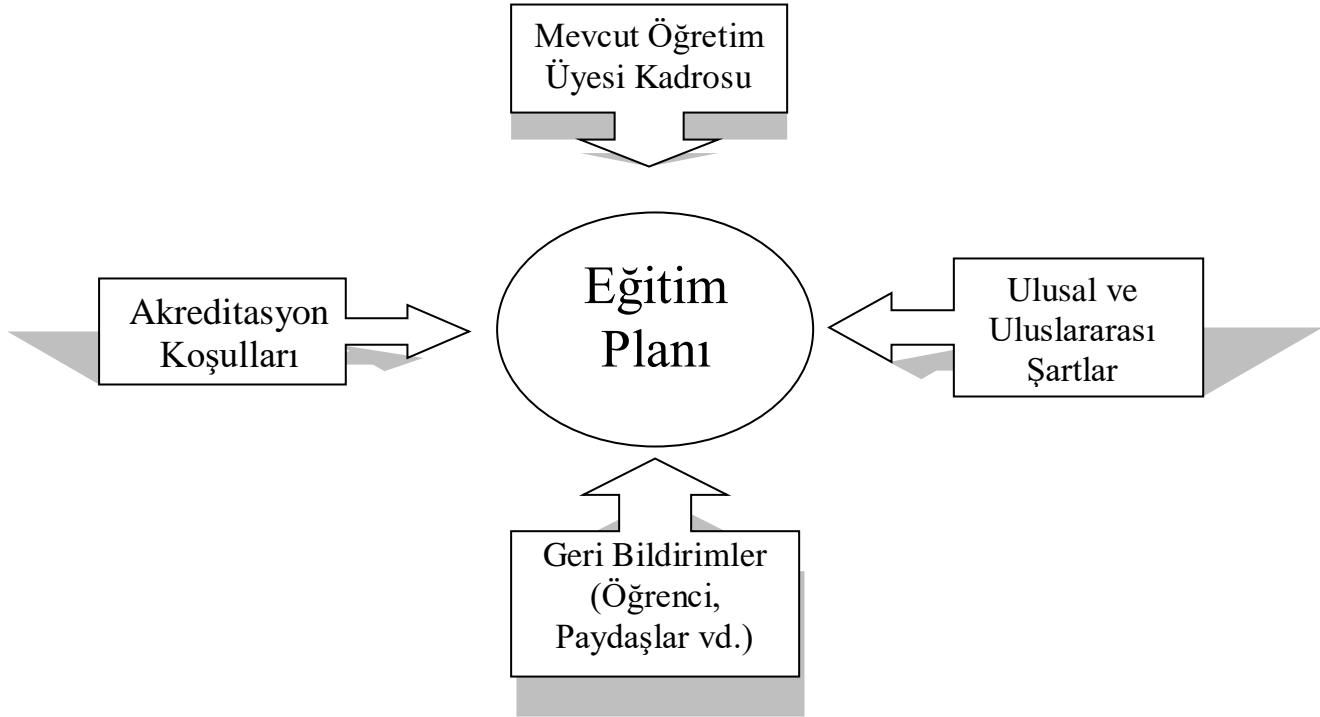 Mevcut Öğretim
Üyesi Kadrosu
Eğitim
Planı
Akreditasyon
Koşulları
Ulusal ve
Uluslararası
Şartlar
Geri Bildirimler
(Öğrenci,
Paydaşlar vd.)